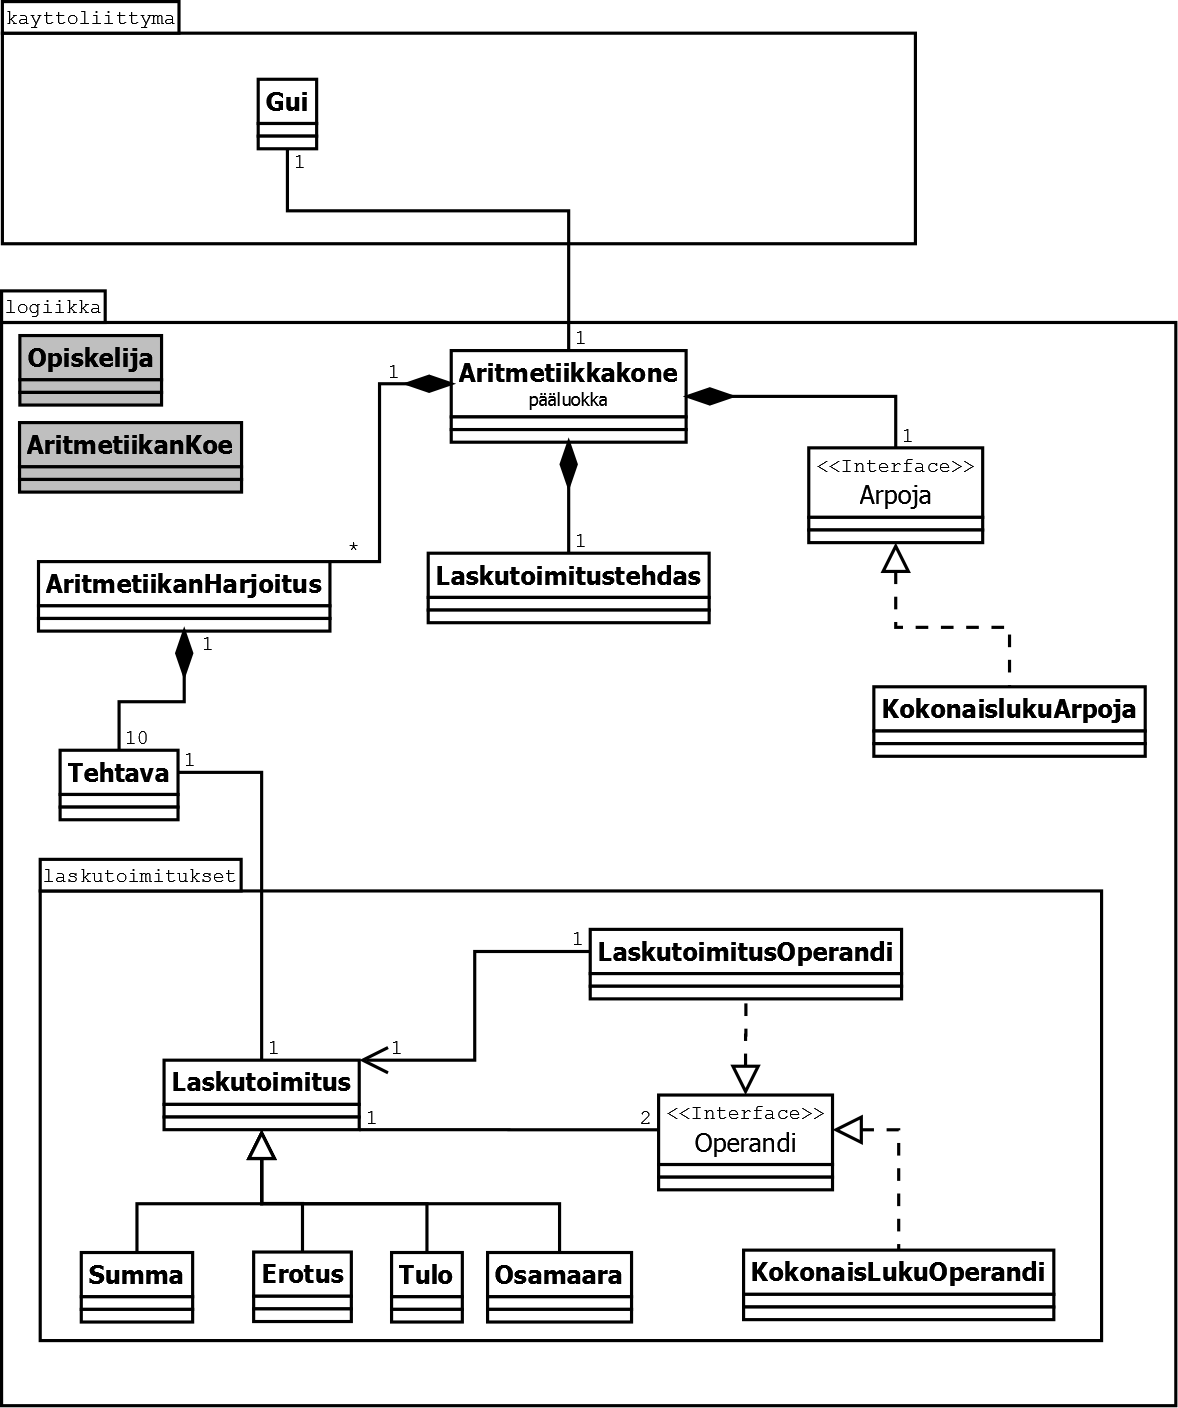 kayttoliittyma
Gui
1
logiikka
1
Opiskelija
Aritmetiikkakone
pääluokka
1
AritmetiikanKoe
1
<<Interface>>
Arpoja
*
1
AritmetiikanHarjoitus
Laskutoimitustehdas
1
KokonaislukuArpoja
10
Tehtava
1
laskutoimitukset
1
LaskutoimitusOperandi
1
1
Laskutoimitus
1
2
<<Interface>>
Operandi
Summa
Erotus
Tulo
Osamaara
KokonaisLukuOperandi